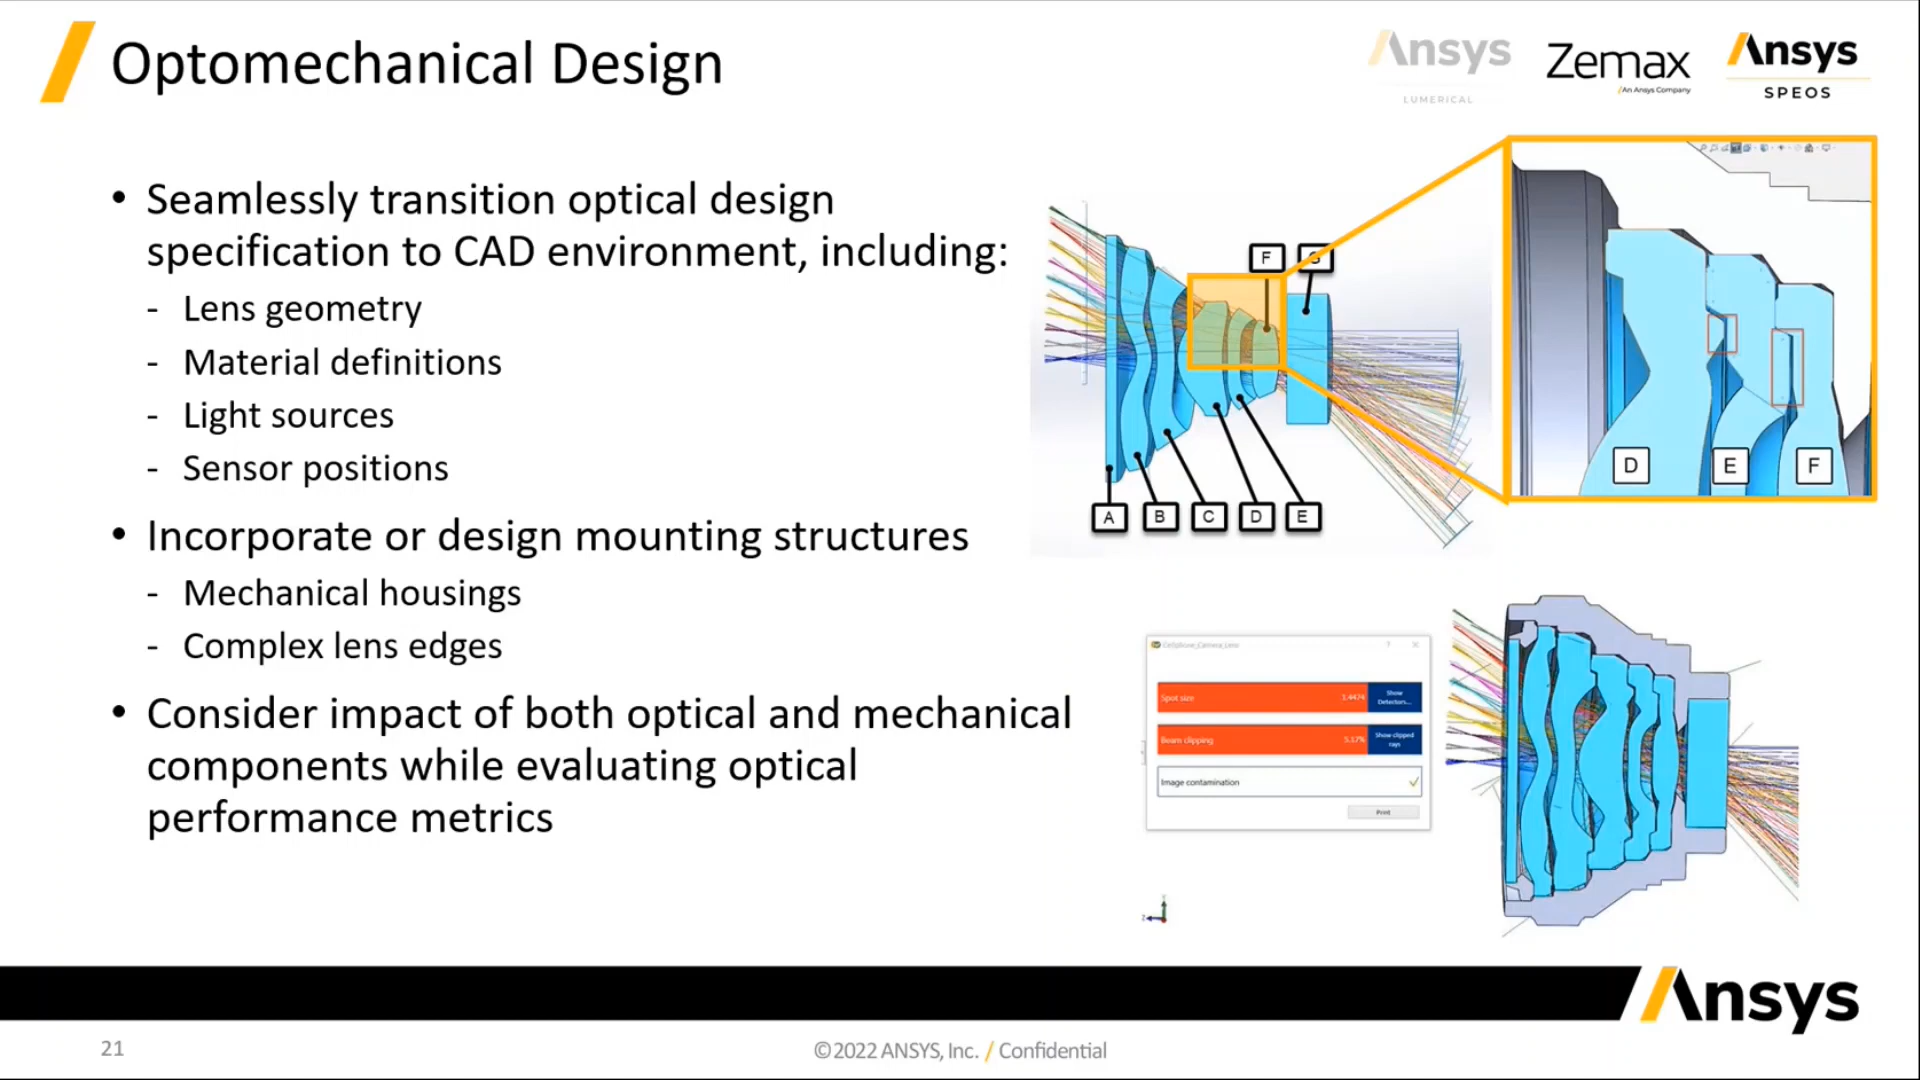 Optomechanical Design
Ansys
LUMERICAL
Zemax
An Ansys Company
Ansys
SPEOS
• Seamlessly transition optical design
specification to CAD environment, including:
- Lens geometry
- Material definitions
- Light sources
- Sensor positions
• Incorporate or design mounting structures
- Mechanical housings
- Complex lens edges
• Consider impact of both optical and mechanical
components while evaluating optical
performance metrics
F
G
A
B
C
D
E
D
E
F
Cellphone_Camera_Lens
Spot size
3.4474
Show
Detectors...
Beam clipping
5.17%
Show clipped
rays
Image contamination
Print
Y
Z
Ansys
21
©2022 ANSYS, Inc. / Confidential